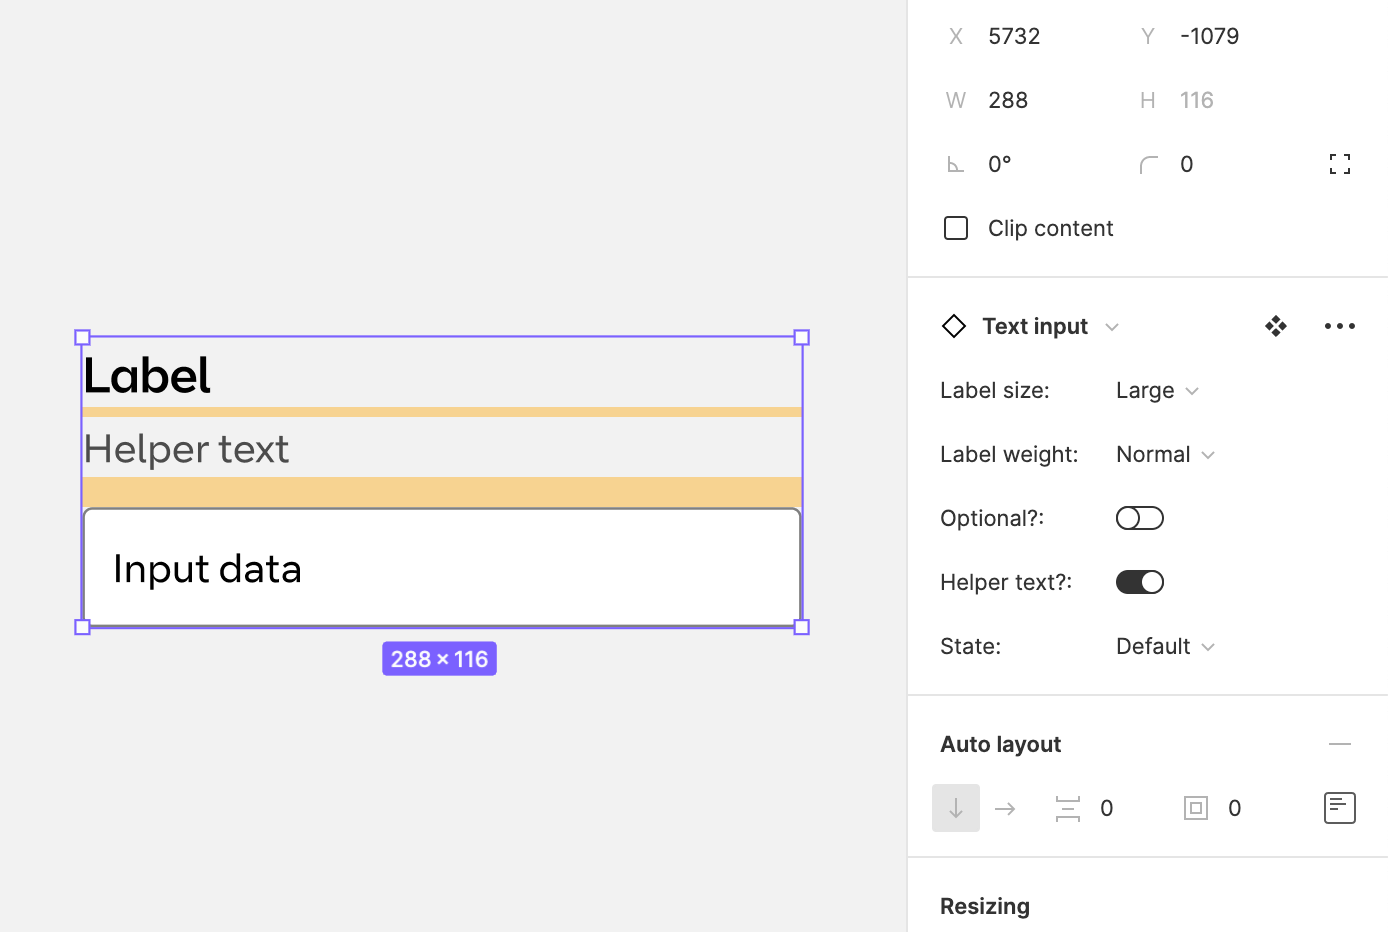 X 5732 Y -1079
W 288 H 116
0° 0
Clip content
Text input
Label size: Large
Label weight: Normal
Optional?:
Helper text?:
State: Default
Auto layout
0 0
Resizing
Label
Helper text
Input data
288 × 116